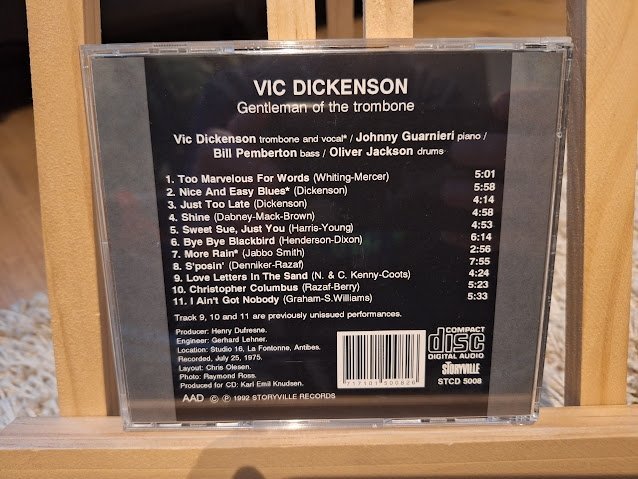 VIC DICKENSON
Gentleman of the trombone
Vic Dickenson trombone and vocal* / Johnny Guarnieri piano /
Bill Pemberton bass / Oliver Jackson drums
1. Too Marvelous For Words (Whiting-Mercer) 5:01
2. Nice And Easy Blues* (Dickenson) 5:58
3. Just Too Late (Dickenson) 4:14
4. Shine (Dabney-Mack-Brown) 4:58
5. Sweet Sue, Just You (Harris-Young) 4:53
6. Bye Bye Blackbird (Henderson-Dixon) 6:14
7. More Rain* (Jabbo Smith) 2:56
8. S'posin' (Denniker-Razaf) 7:55
9. Love Letters In The Sand (N. & C. Kenny-Coots) 4:24
10. Christopher Columbus (Razaf-Berry) 5:23
11. I Ain't Got Nobody (Graham-S.Williams) 5:33
Track 9, 10 and 11 are previously unissued performances.
Producer: Henry Dufresne.
Engineer: Gerhard Lehner.
Location: Studio 16, La Fontonne, Antibes.
Recorded, July 25, 1975.
Layout: Chris Olesen.
Photo: Raymond Ross.
Produced for CD: Karl Emil Knudsen.
AAD © ℗ 1992 STORYVILLE RECORDS
717101 500826
COMPACT
disc
DIGITAL AUDIO
STORYVILLE
STCD 5008